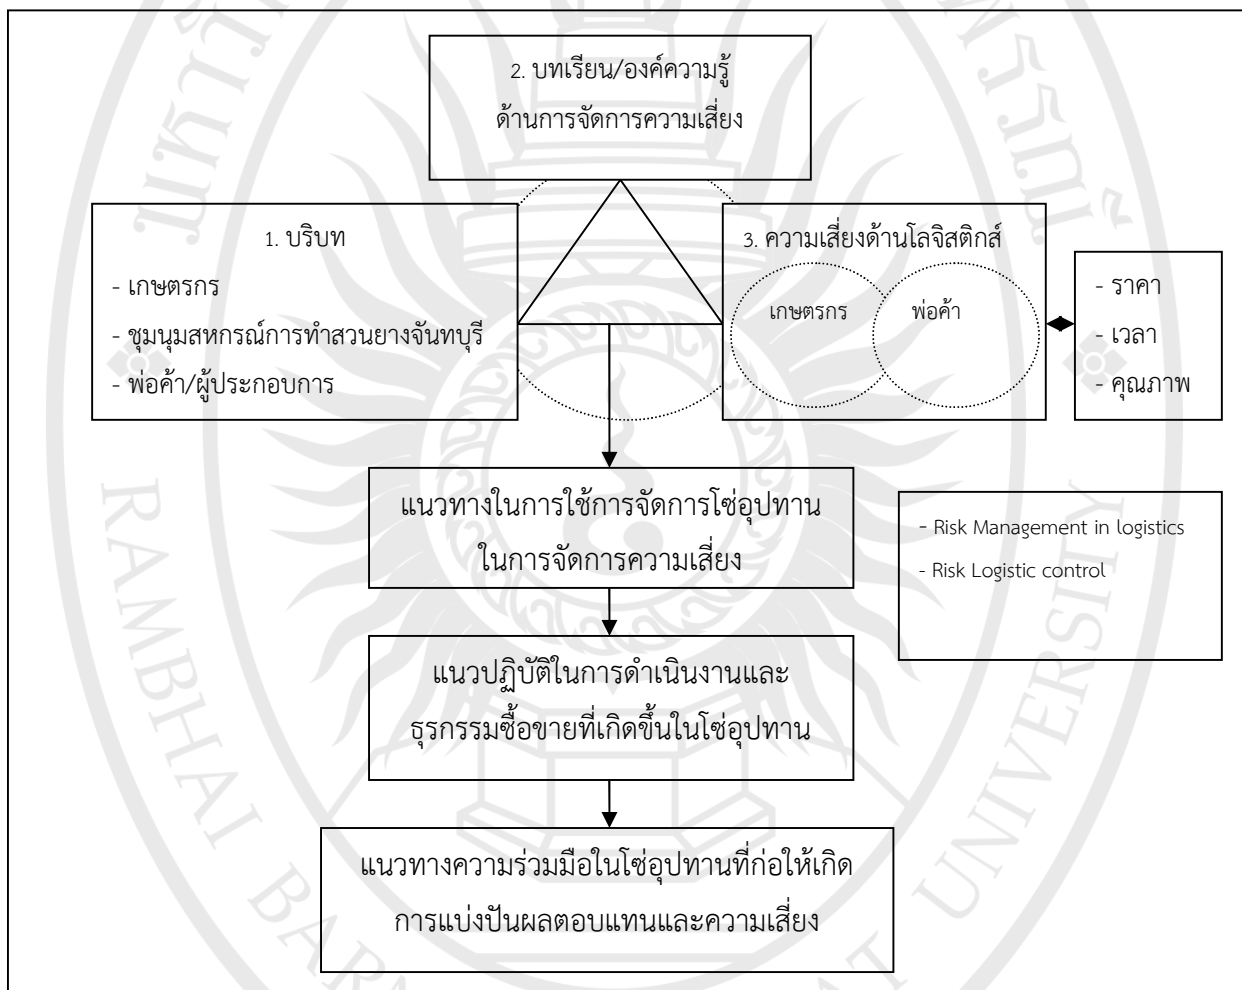 2. บทเรียน/องค์ความรู้
ด้านการจัดการความเสี่ยง
1. บริบท
- เกษตรกร
- ชุมนุมสหกรณ์การทำสวนยางจันทบุรี
- พ่อค้า/ผู้ประกอบการ
3. ความเสี่ยงด้านโลจิสติกส์
เกษตรกร
พ่อค้า
- ราคา
- เวลา
- คุณภาพ
แนวทางในการใช้การจัดการโซ่อุปทาน
ในการจัดการความเสี่ยง
- Risk Management in logistics
- Risk Logistic control
แนวปฏิบัติในการดำเนินงานและ
ธุรกรรมซื้อขายที่เกิดขึ้นในโซ่อุปทาน
แนวทางความร่วมมือในโซ่อุปทานที่ก่อให้เกิด
การแบ่งปันผลตอบแทนและความเสี่ยง
RAMBHAI
UNIVERSITY